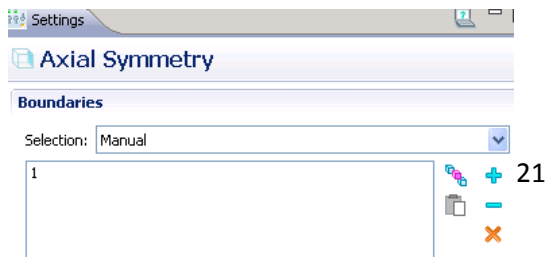 Settings
Axial Symmetry
Boundaries
Selection: Manual
1
21